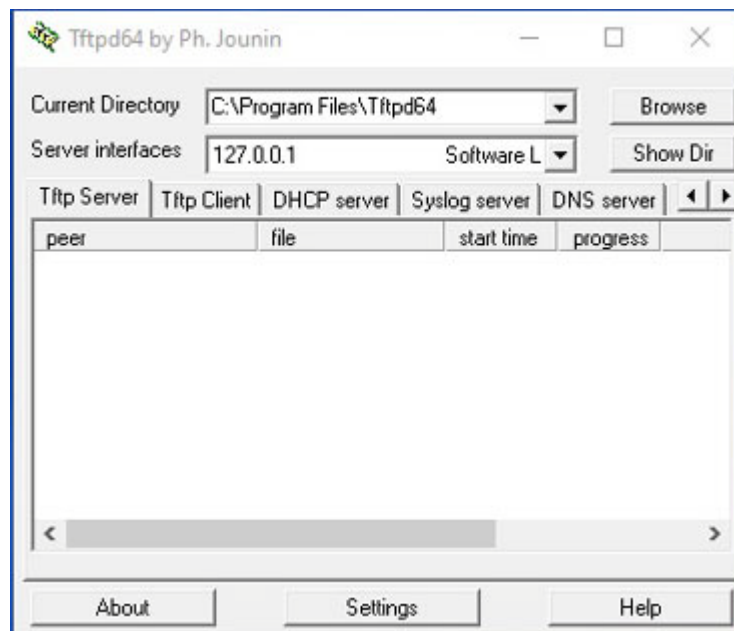 Tftpd64 by Ph. Jounin
Current Directory C:\Program Files\Tftpd64 Browse
Server interfaces 127.0.0.1 Software L Show Dir
Tftp Server Tftp Client DHCP server Syslog server DNS server
peer file start time progress
About Settings Help